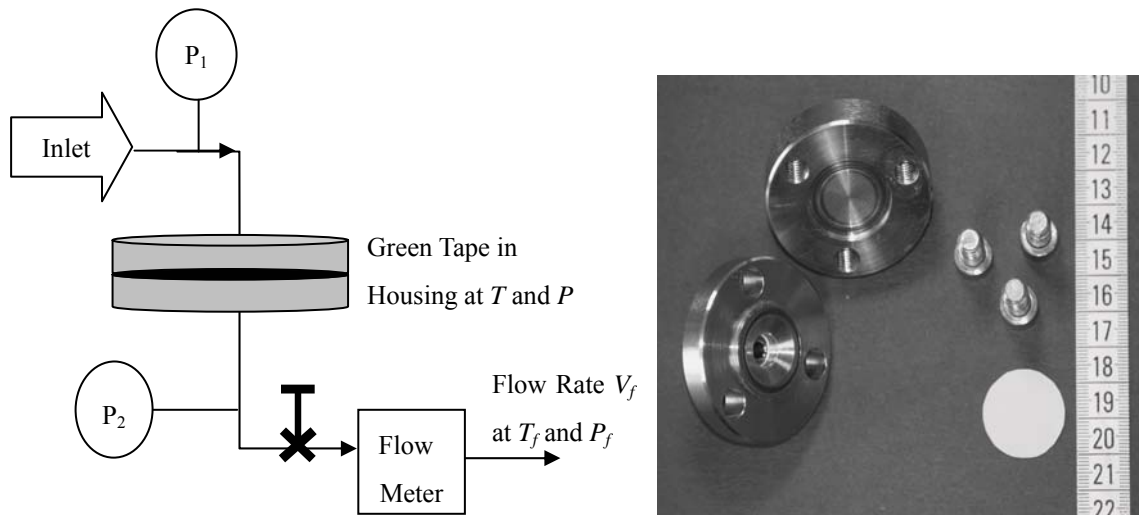 P1
Inlet
Green Tape in
Housing at T and P
P2
Flow Rate Vf
at Tf and Pf
Flow
Meter
10
11
12
13
14
15
16
17
18
19
20
21
22